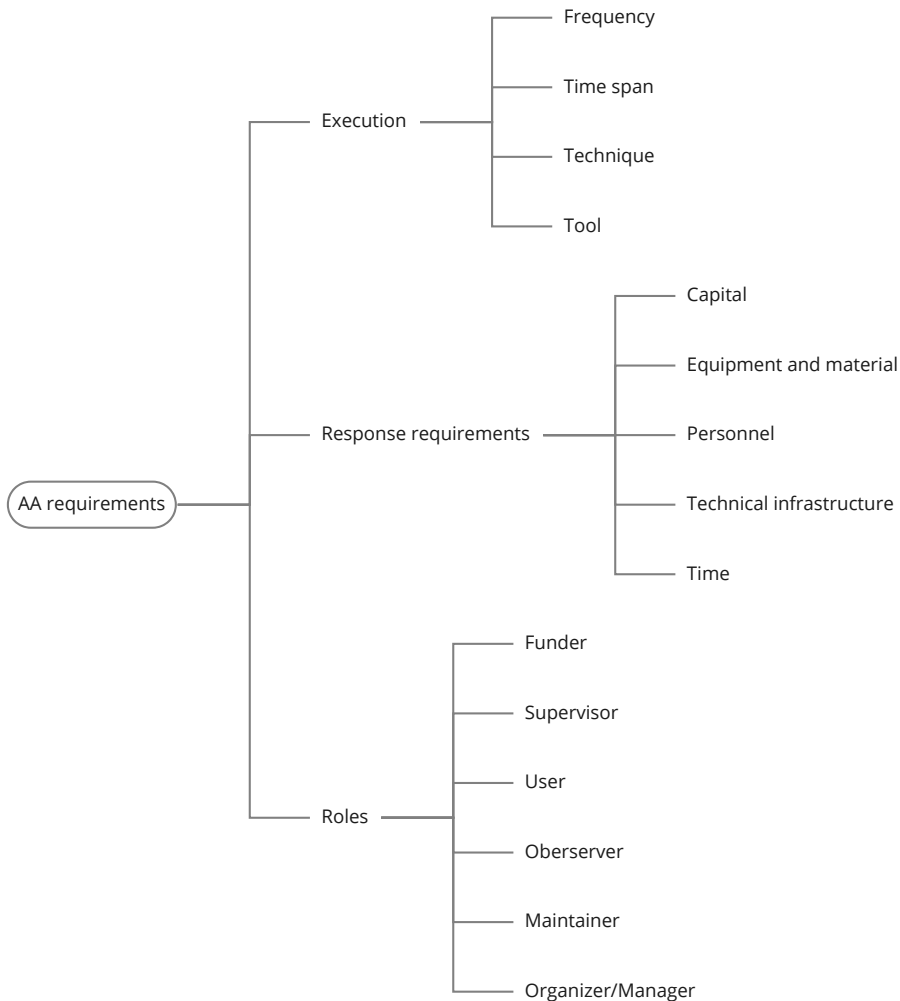 AA requirements
Execution
Frequency
Time span
Technique
Tool
Response requirements
Capital
Equipment and material
Personnel
Technical infrastructure
Time
Roles
Funder
Supervisor
User
Oberserver
Maintainer
Organizer/Manager